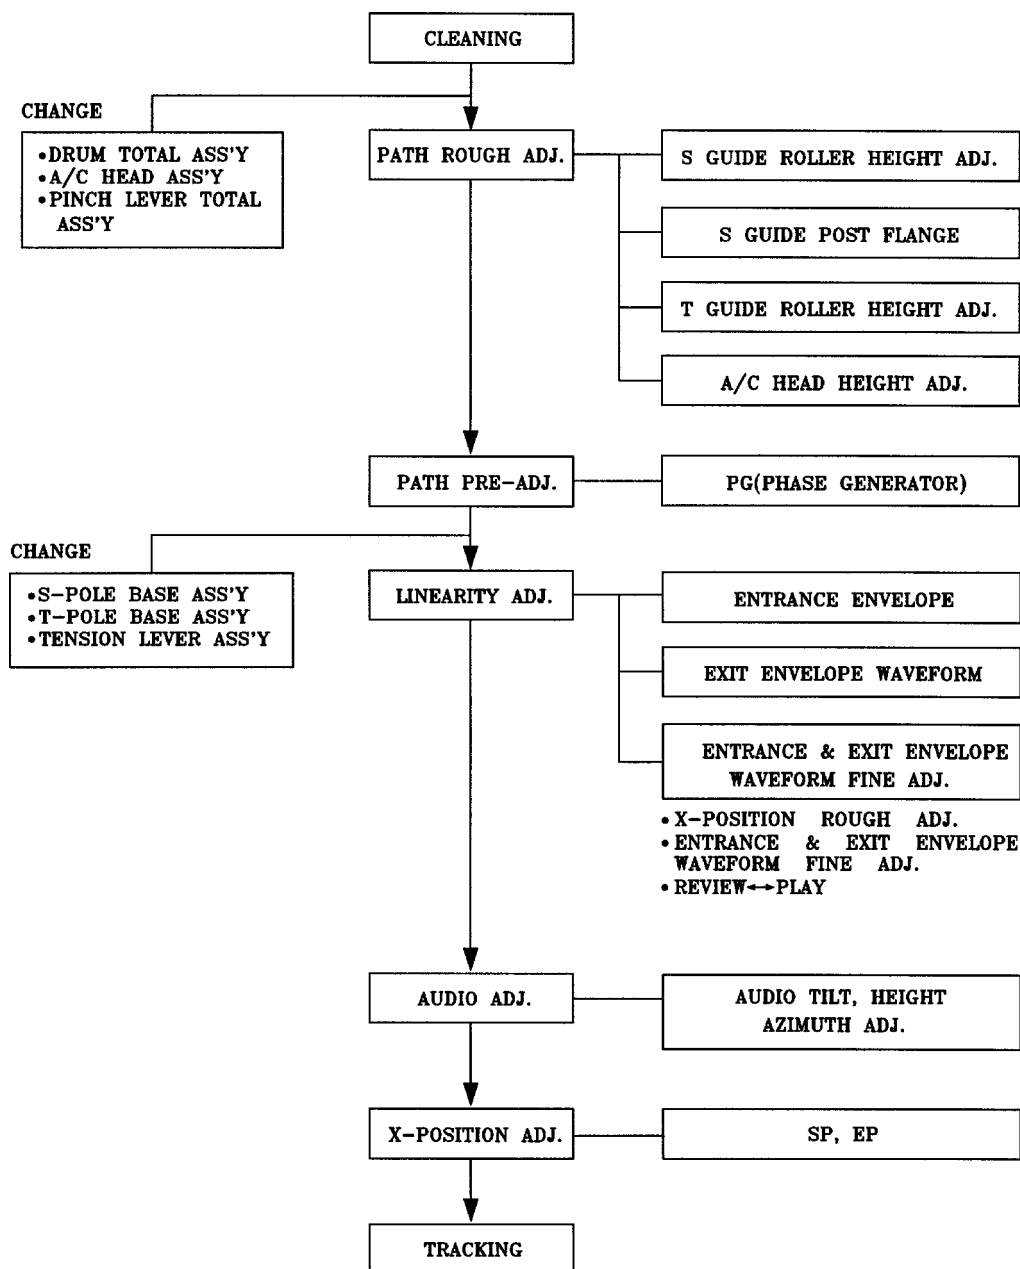 CLEANING
CHANGE
•DRUM TOTAL ASS'Y
•A/C HEAD ASS'Y
•PINCH LEVER TOTAL
ASS'Y
PATH ROUGH ADJ.
S GUIDE ROLLER HEIGHT ADJ.
S GUIDE POST FLANGE
T GUIDE ROLLER HEIGHT ADJ.
A/C HEAD HEIGHT ADJ.
PATH PRE-ADJ.
PG(PHASE GENERATOR)
CHANGE
•S-POLE BASE ASS'Y
•T-POLE BASE ASS'Y
•TENSION LEVER ASS'Y
LINEARITY ADJ.
ENTRANCE ENVELOPE
EXIT ENVELOPE WAVEFORM
ENTRANCE & EXIT ENVELOPE
WAVEFORM FINE ADJ.
• X-POSITION ROUGH ADJ.
• ENTRANCE & EXIT ENVELOPE
WAVEFORM FINE ADJ.
• REVIEW↔PLAY
AUDIO ADJ.
AUDIO TILT, HEIGHT
AZIMUTH ADJ.
X-POSITION ADJ.
SP, EP
TRACKING